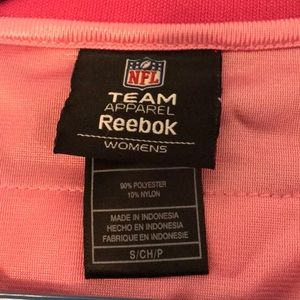 NFL
TEAM
APPAREL
Reebok
WOMENS
90% POLYESTER
10% NYLON
MADE IN INDONESIA
HECHO EN INDONESIA
FABRIQUE EN INDONESIE
S/CH/P